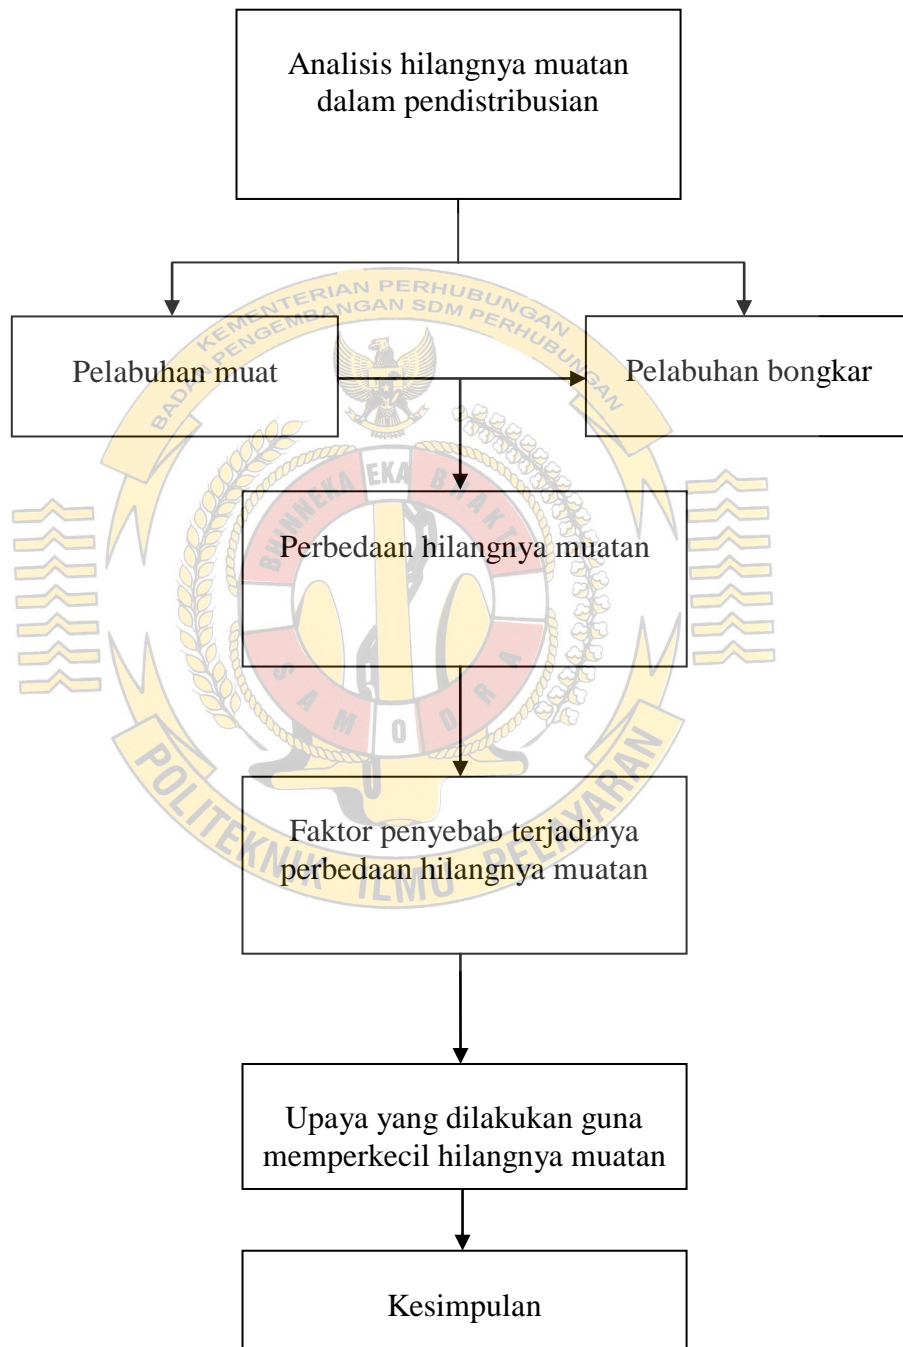 Analisis hilangnya muatan
dalam pendistribusian
KEMENTERIAN PERHUBUNGAN
BADAN PENGEMBANGAN SDM PERHUBUNGAN
Pelabuhan muat
Pelabuhan bongkar
BHINNEKA EKA BHAKTI
Perbedaan hilangnya muatan
SAMODRA
Faktor penyebab terjadinya
perbedaan hilangnya muatan
POLITEKNIK ILMU PELAYARAN
Upaya yang dilakukan guna
memperkecil hilangnya muatan
Kesimpulan